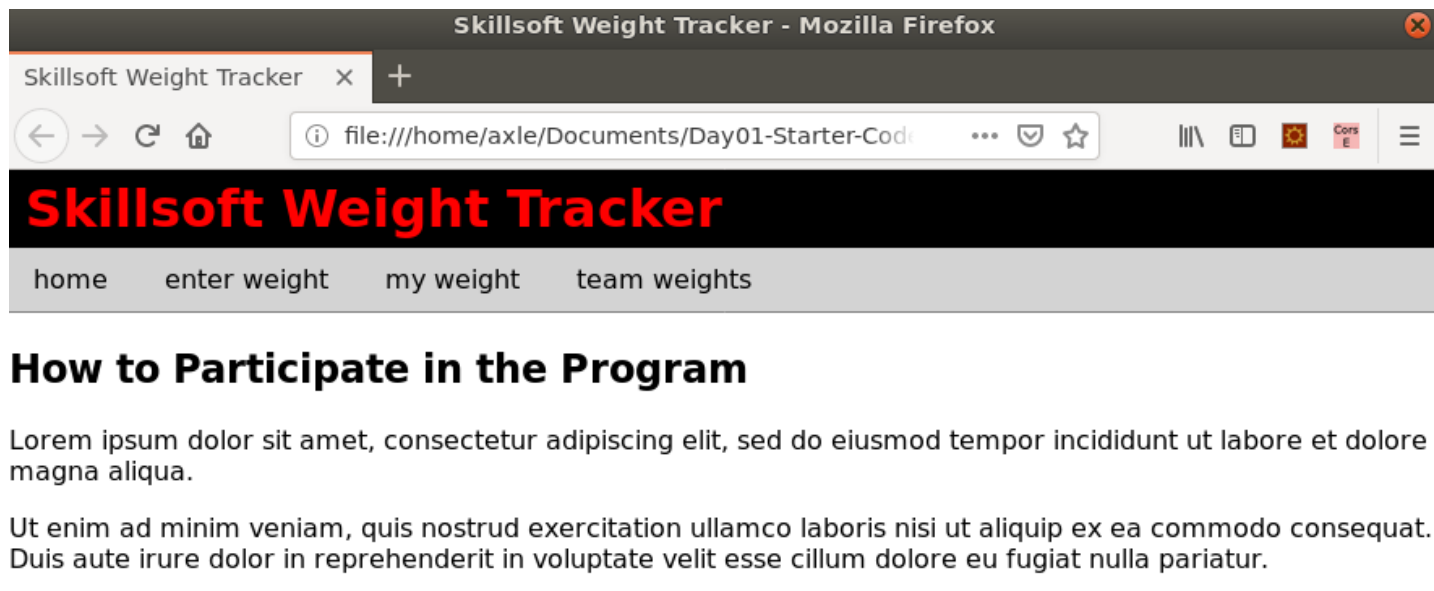 Skillsoft Weight Tracker - Mozilla Firefox
Skillsoft Weight Tracker
file:///home/axle/Documents/Day01-Starter-Code
Cors
E
Skillsoft Weight Tracker
home enter weight my weight team weights
How to Participate in the Program
Lorem ipsum dolor sit amet, consectetur adipiscing elit, sed do eiusmod tempor incididunt ut labore et dolore
magna aliqua.
Ut enim ad minim veniam, quis nostrud exercitation ullamco laboris nisi ut aliquip ex ea commodo consequat.
Duis aute irure dolor in reprehenderit in voluptate velit esse cillum dolore eu fugiat nulla pariatur.